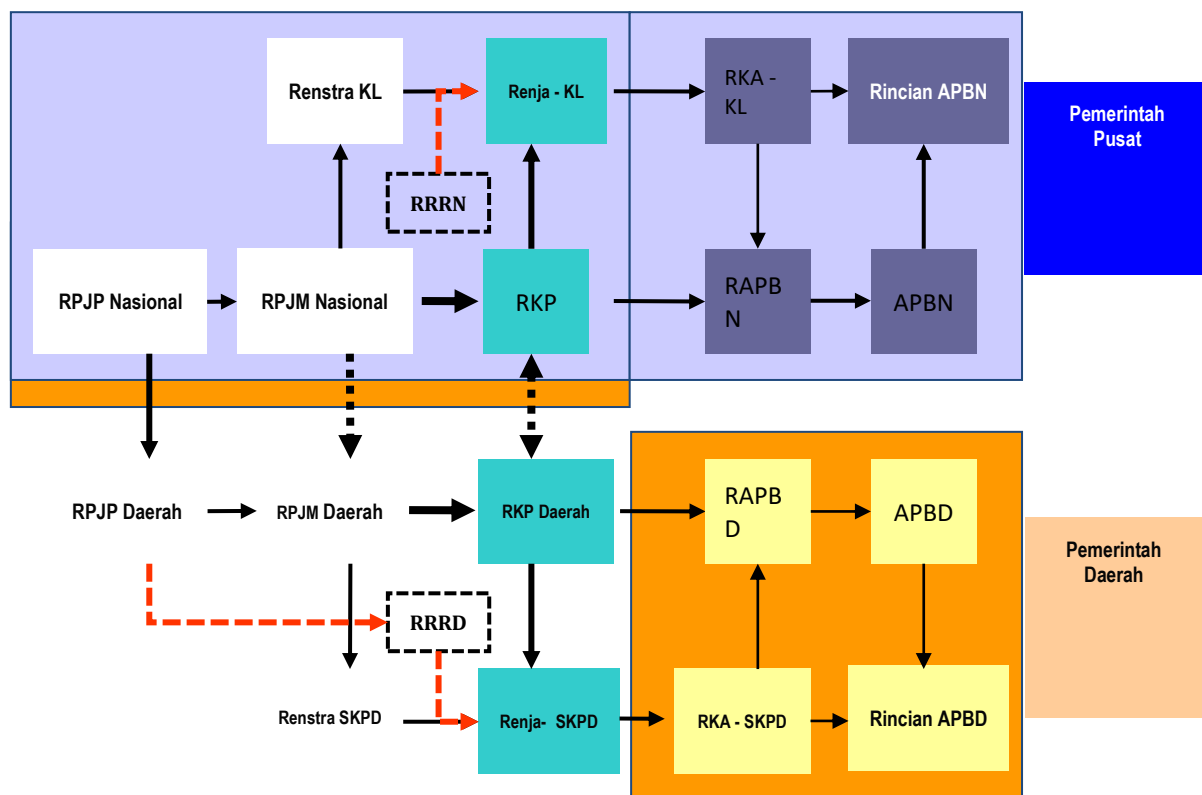 Renstra KL
Renja - KL
RKA -
KL
Rincian APBN
Pemerintah
Pusat
RRRN
RPJP Nasional
RPJM Nasional
RKP
RAPB
N
APBN
RPJP Daerah
RPJM Daerah
RKP Daerah
RAPB
D
APBD
Pemerintah
Daerah
RRRD
Renstra SKPD
Renja- SKPD
RKA - SKPD
Rincian APBD